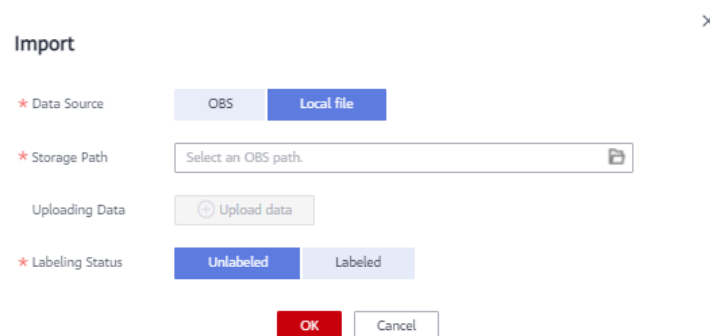 Import
* Data Source OBS Local file
* Storage Path Select an OBS path.
Uploading Data Upload data
* Labeling Status Unlabeled Labeled
OK Cancel